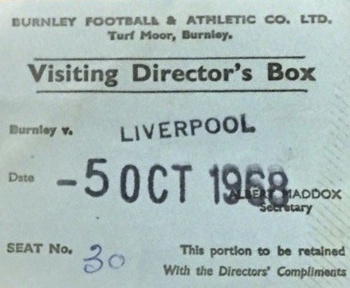 BURNLEY FOOTBALL & ATHLETIC CO. LTD.
Turf Moor, Burnley.
Visiting Director's Box
Burnley v. LIVERPOOL
Date -5 OCT 1968
ALBERT MADDOX
Secretary
SEAT No. 30 This portion to be retained
With the Directors' Compliments